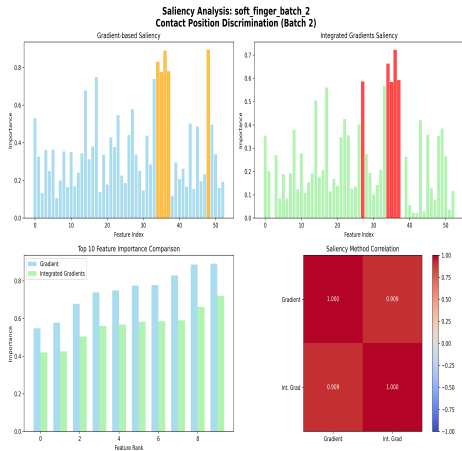 Saliency Analysis: soft_finger_batch_2
Contact Position Discrimination (Batch 2)
Gradient-based Saliency
Importance
0.0
0.2
0.4
0.6
0.8
0
10
20
30
40
50
Feature Index
Integrated Gradients Saliency
Importance
0.0
0.1
0.2
0.3
0.4
0.5
0.6
0.7
0
10
20
30
40
50
Feature Index
Top 10 Feature Importance Comparison
Gradient
Integrated Gradients
Importance
0.0
0.2
0.4
0.6
0.8
0
2
4
6
8
Feature Rank
Saliency Method Correlation
Gradient
Int. Grad
1.000
0.909
0.909
1.000
Gradient
Int. Grad
1.00
0.75
0.50
0.25
0.00
−0.25
−0.50
−0.75
−1.00